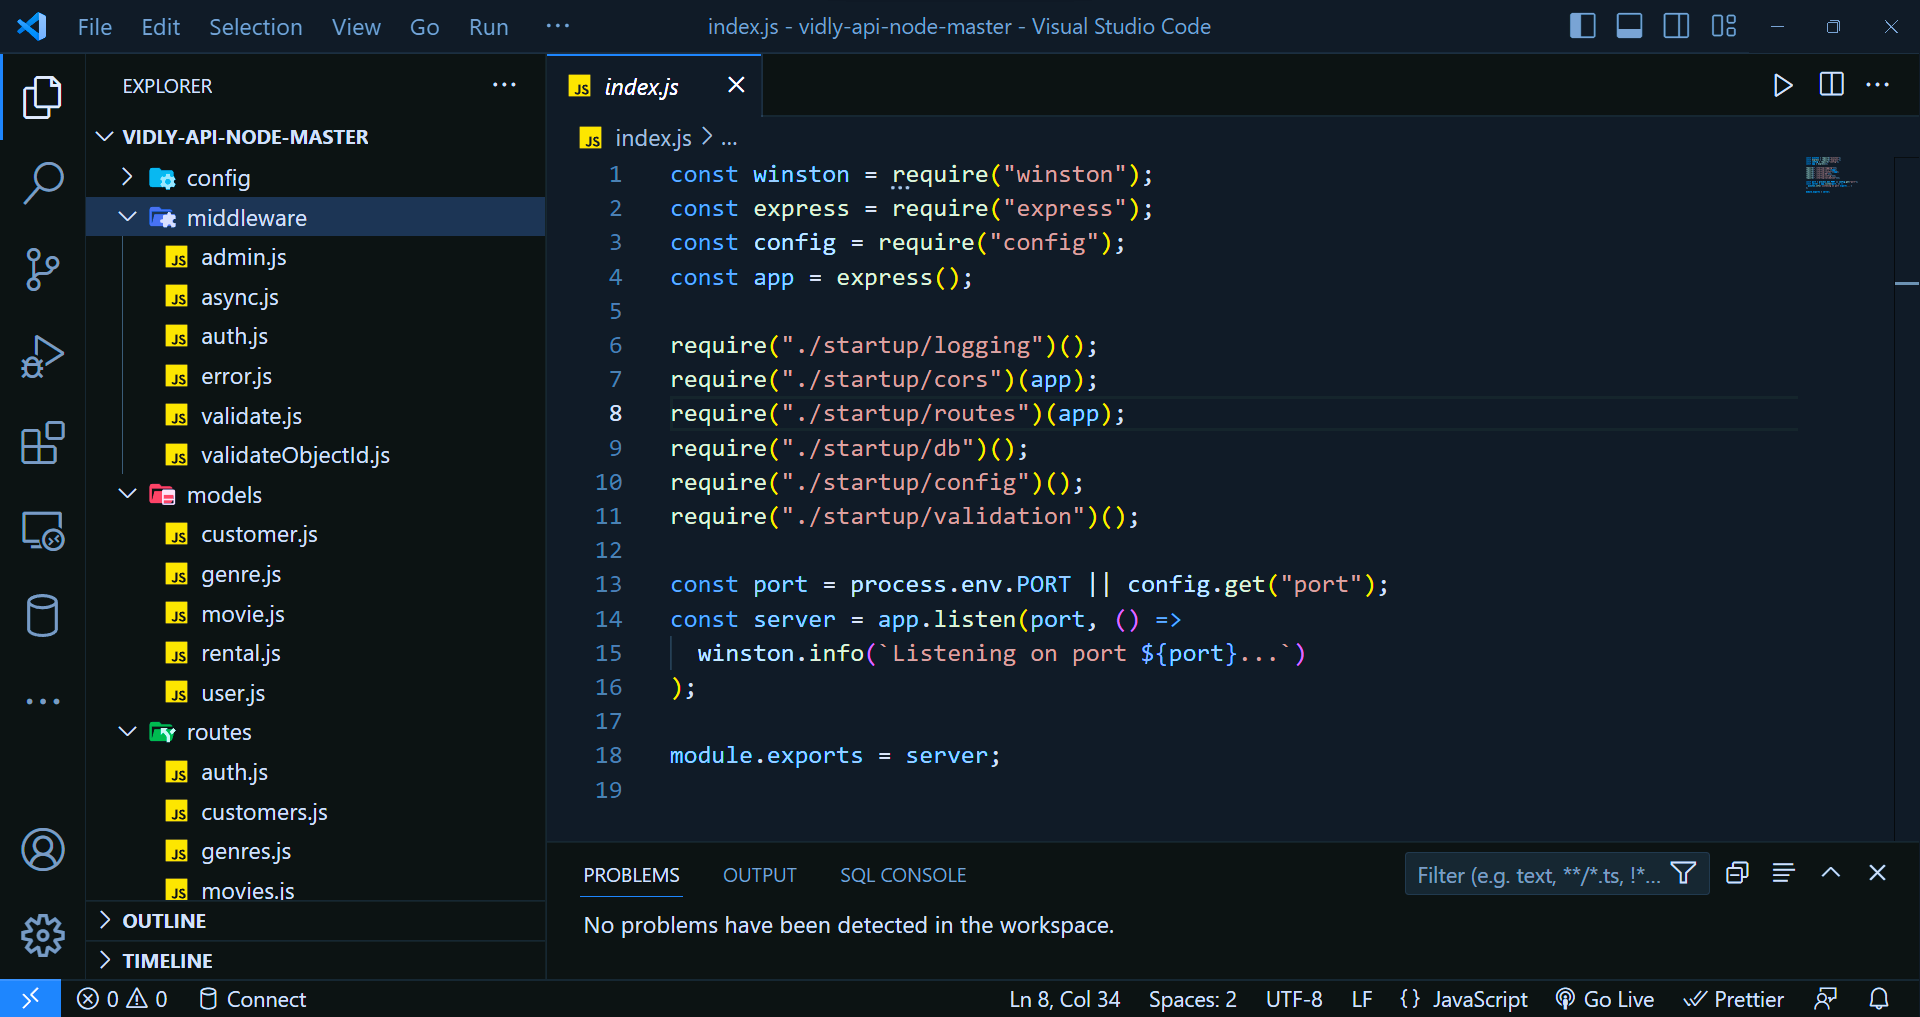 File Edit Selection View Go Run ··· index.js - vidly-api-node-master - Visual Studio Code
EXPLORER ···
VIDLY-API-NODE-MASTER
config
middleware
JS admin.js
JS async.js
JS auth.js
JS error.js
JS validate.js
JS validateObjectId.js
models
JS customer.js
JS genre.js
JS movie.js
JS rental.js
JS user.js
routes
JS auth.js
JS customers.js
JS genres.js
JS movies.js
OUTLINE
TIMELINE
JS index.js
JS index.js > ...
1 const winston = require("winston");
2 const express = require("express");
3 const config = require("config");
4 const app = express();
5
6 require("./startup/logging")();
7 require("./startup/cors")(app);
8 require("./startup/routes")(app);
9 require("./startup/db")();
10 require("./startup/config")();
11 require("./startup/validation")();
12
13 const port = process.env.PORT || config.get("port");
14 const server = app.listen(port, () =>
15 winston.info(`Listening on port ${port}...`)
16 );
17
18 module.exports = server;
19
PROBLEMS OUTPUT SQL CONSOLE Filter (e.g. text, **/*.ts, !*...
No problems have been detected in the workspace.
0 0 Connect Ln 8, Col 34 Spaces: 2 UTF-8 LF {} JavaScript Go Live Prettier